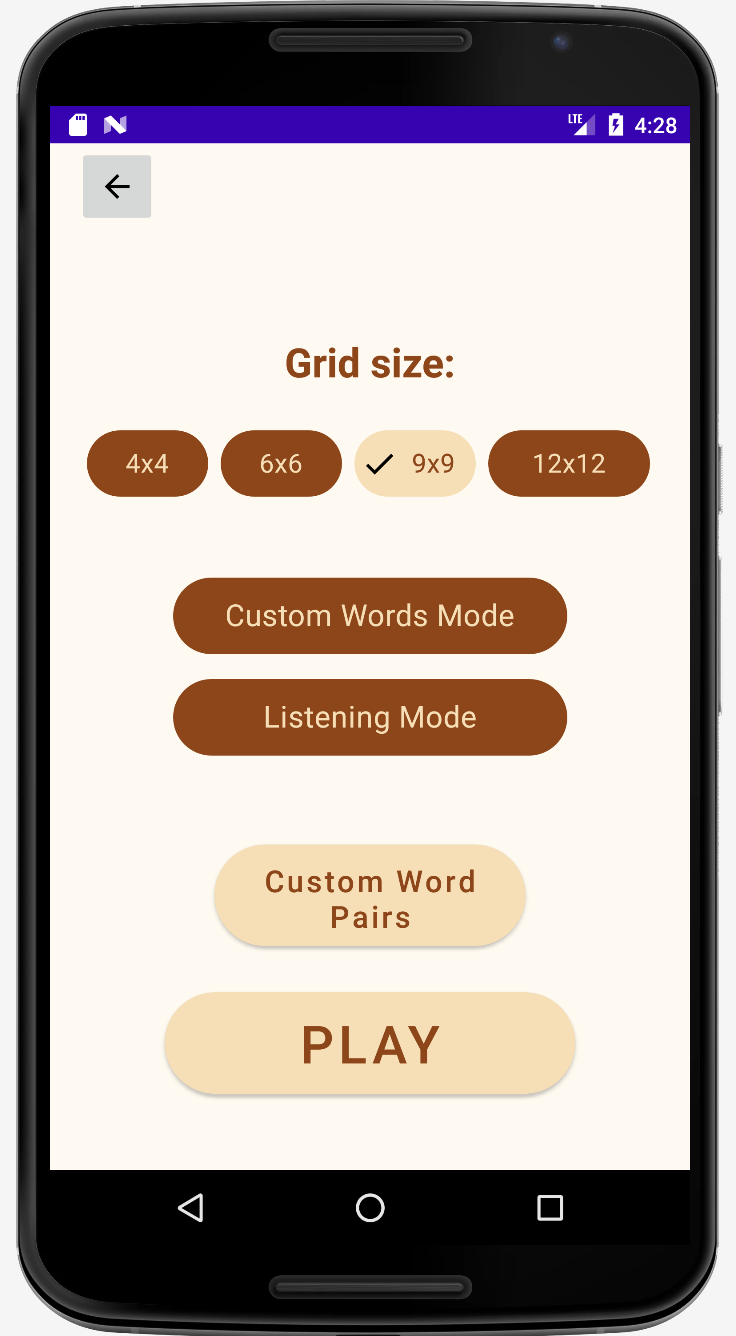 LTE 4:28
Grid size:
4x4 6x6 9x9 12x12
Custom Words Mode
Listening Mode
Custom Word
Pairs
PLAY